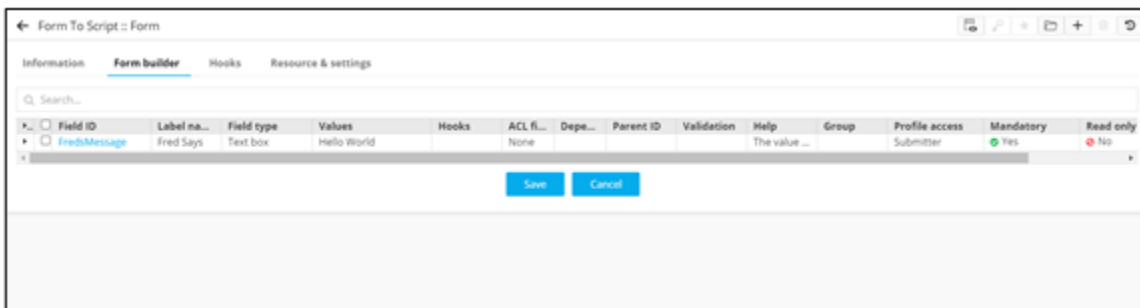 Form To Script :: Form
Information Form builder Hooks Resource & settings
Search...
Field ID Label na... Field type Values Hooks ACL fi... Depe... Parent ID Validation Help Group Profile access Mandatory Read only
FredsMessage Fred Says Text box Hello World None The value ... Submitter Yes No
Save Cancel